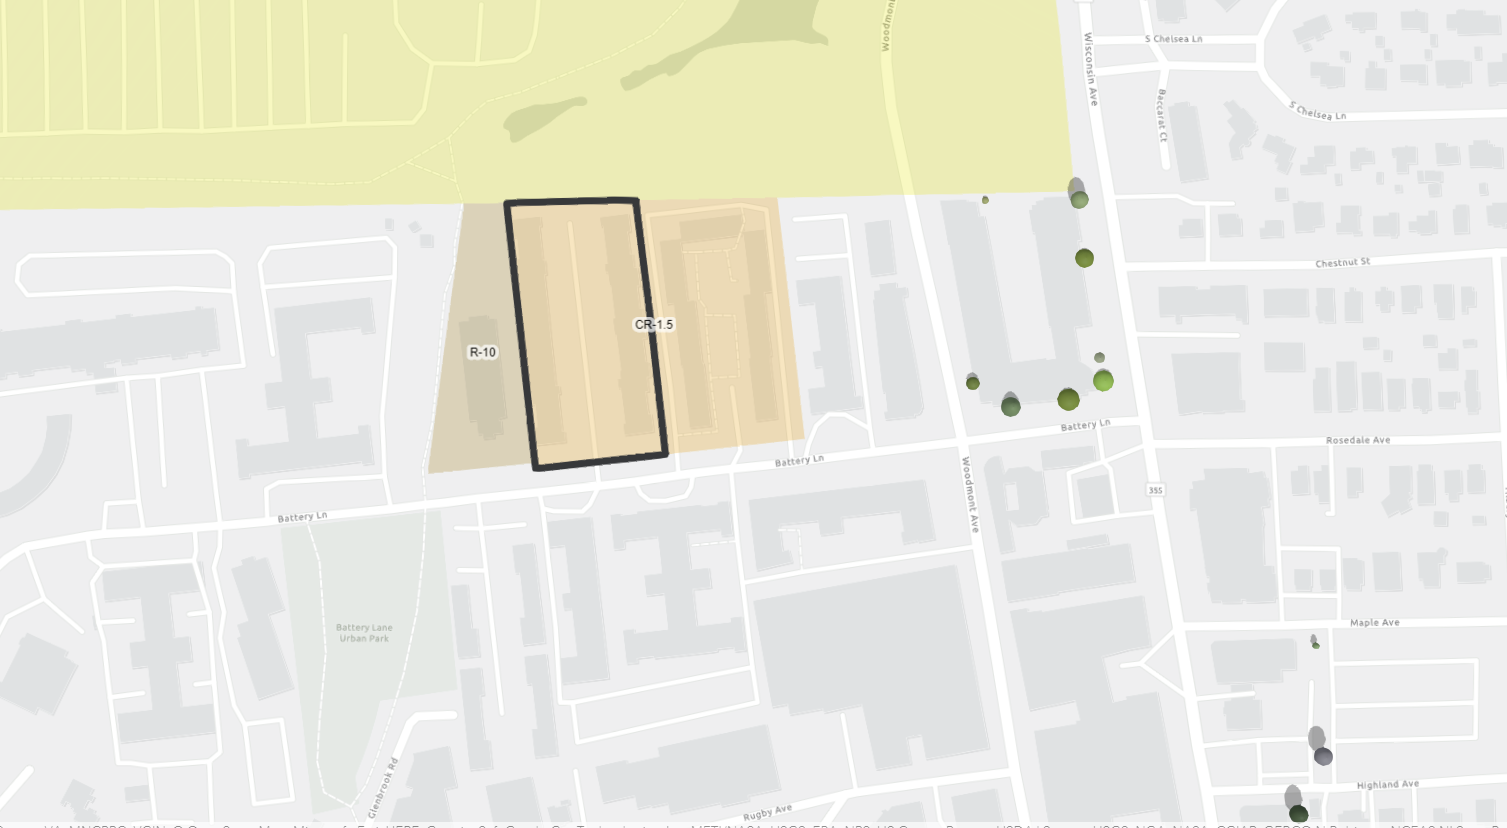 Woodmont
Wisconsin Ave
S Chelsea Ln
Baccarat Ct
S Chelsea Ln
Chestnut St
CR-1.5
R-10
Battery Ln
Rosedale Ave
Battery Ln
Woodmont Ave
355
Battery Ln
Battery Lane
Urban Park
Maple Ave
Glenbrook Rd
Highland Ave
Rugby Ave